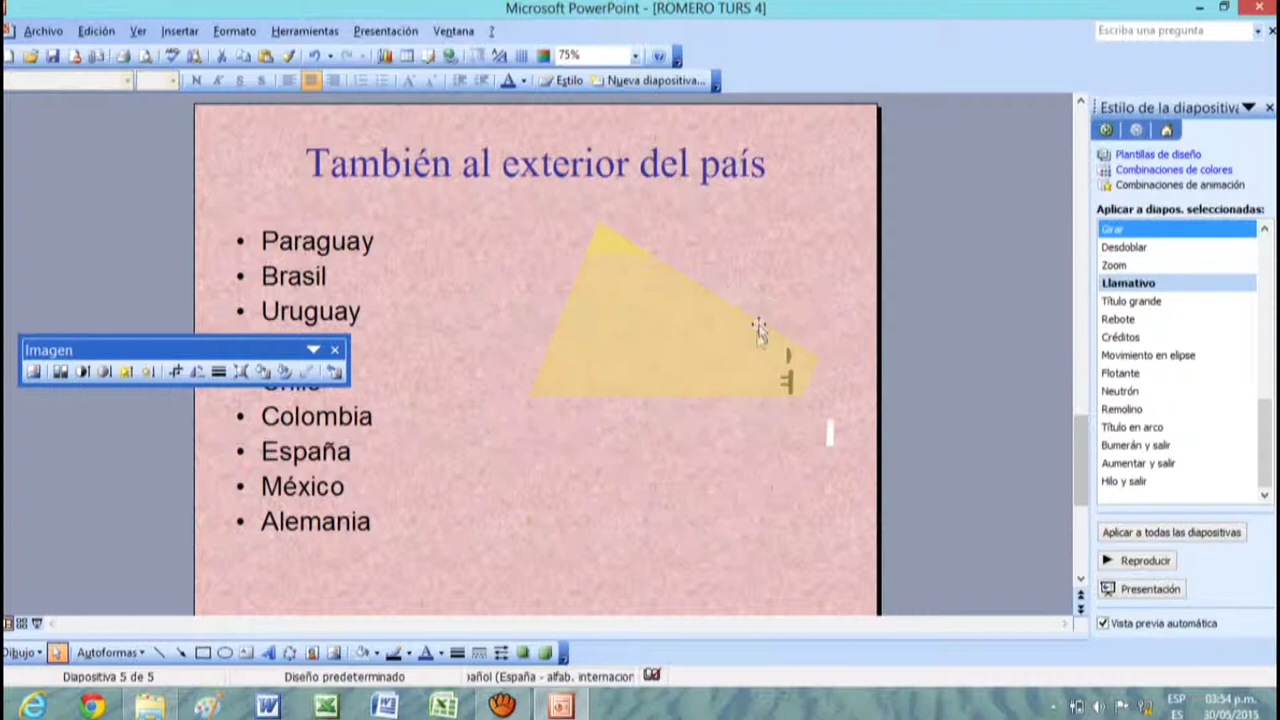 Microsoft PowerPoint - [ROMERO TURS 4]
Archivo Edición Ver Insertar Formato Herramientas Presentación Ventana ?
Escriba una pregunta
75%
N K S S
Estilo Nueva diapositiva...
También al exterior del país
• Paraguay
• Brasil
• Uruguay
Imagen
• Colombia
• España
• México
• Alemania
Estilo de la diapositiva
Plantillas de diseño
Combinaciones de colores
Combinaciones de animación
Aplicar a diapos. seleccionadas:
Girar
Desdoblar
Zoom
Llamativo
Título grande
Rebote
Créditos
Movimiento en elipse
Flotante
Neutrón
Remolino
Título en arco
Bumerán y salir
Aumentar y salir
Hilo y salir
Aplicar a todas las diapositivas
Reproducir
Presentación
Vista previa automática
Dibujo Autoformas
Diapositiva 5 de 5 Diseño predeterminado pañol (España - alfab. internacion
ESP 03:54 p.m.
ES 30/05/2015